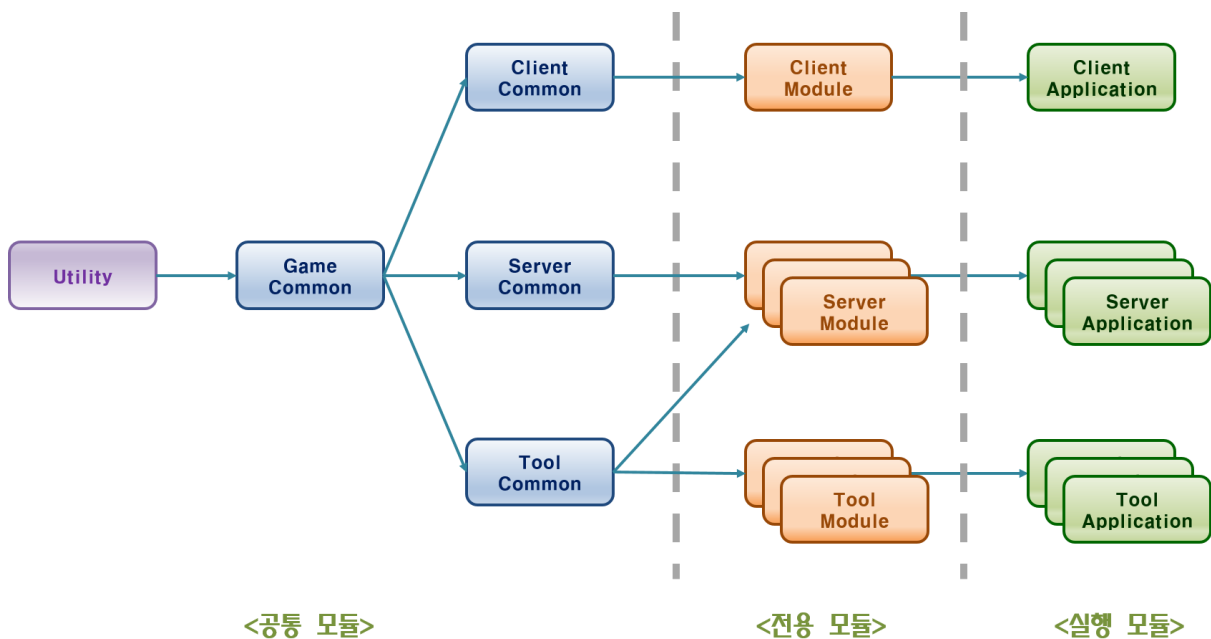 Client
Common
Client
Module
Client
Application
Utility
Game
Common
Server
Common
Server
Module
Server
Application
Tool
Common
Tool
Module
Tool
Application
<공통 모듈>
<전용 모듈>
<실행 모듈>